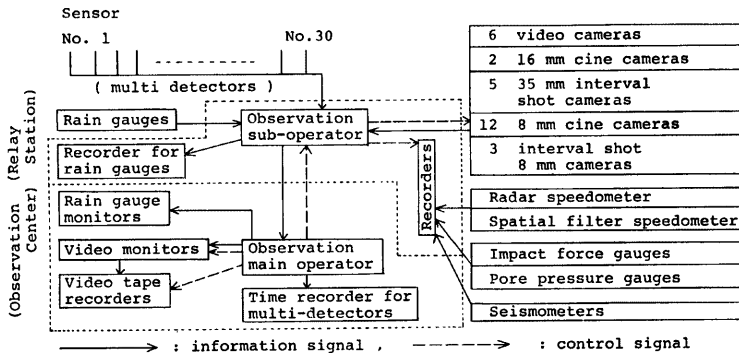 Sensor
No. 1
No.30
( multi detectors )
6 video cameras
2 16 mm cine cameras
5 35 mm interval
shot cameras
12 8 mm cine cameras
3 interval shot
8 mm cameras
(Relay
Station)
Rain gauges
Observation
sub-operator
Recorder for
rain gauges
Recorders
(Observation
Center)
Rain gauge
monitors
Radar speedometer
Spatial filter speedometer
Video monitors
Observation
main operator
Impact force gauges
Pore pressure gauges
Video tape
recorders
Time recorder for
multi-detectors
Seismometers
: information signal , : control signal